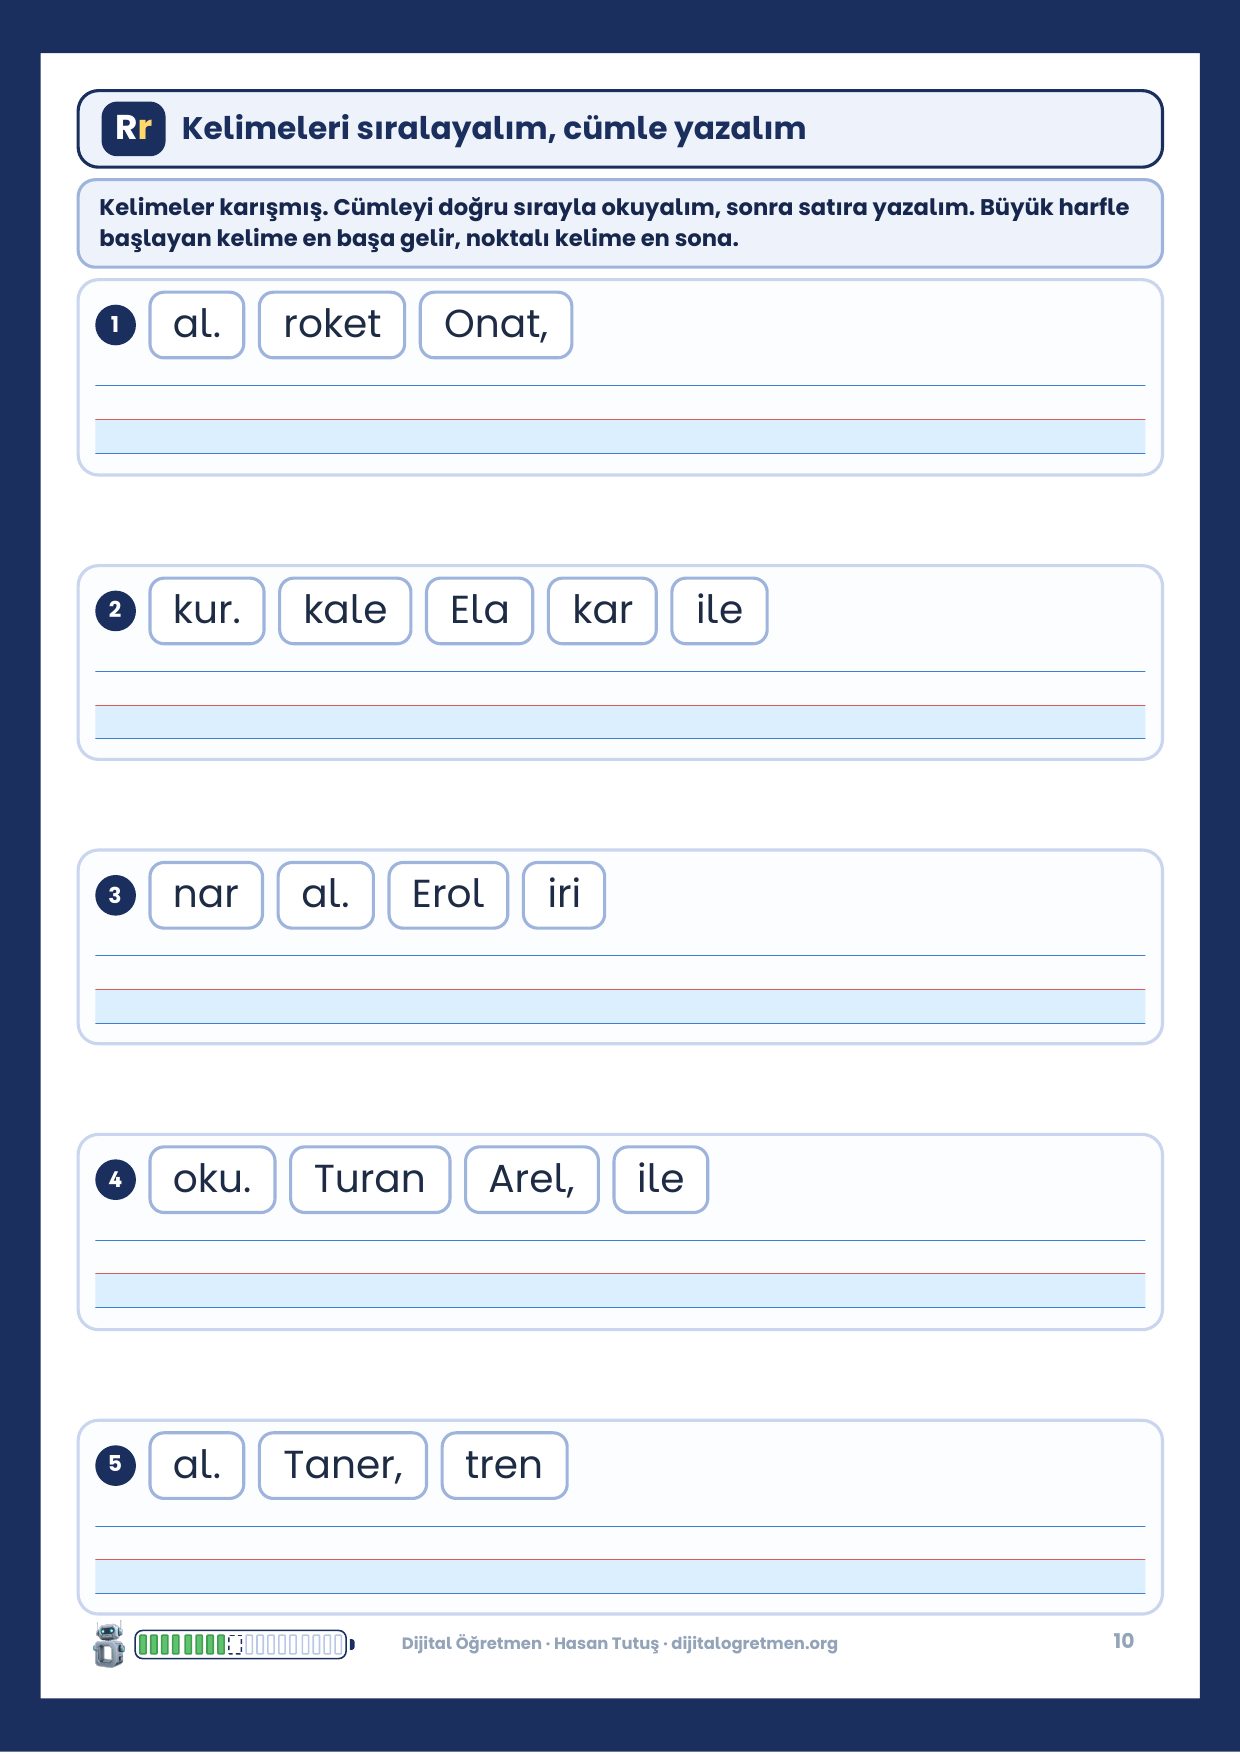 Rr Kelimeleri sıralayalım, cümle yazalım
Kelimeler karışmış. Cümleyi doğru sırayla okuyalım, sonra satıra yazalım. Büyük harfle
başlayan kelime en başa gelir, noktalı kelime en sona.
1 al. roket Onat,
2 kur. kale Ela kar ile
3 nar al. Erol iri
4 oku. Turan Arel, ile
5 al. Taner, tren
Dijital Öğretmen · Hasan Tutuş · dijitalogretmen.org 10